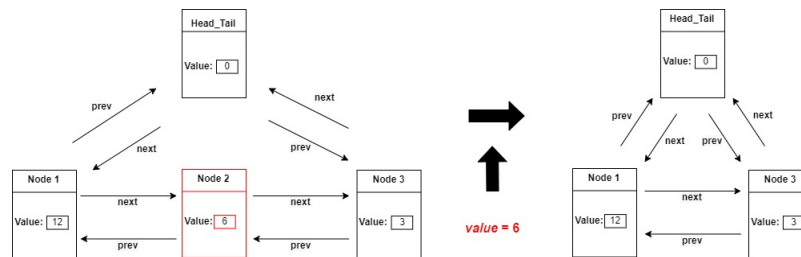 Head_Tail
Value: 0
prev
next
next
prev
Node 1
Value: 12
next
prev
Node 2
Value: 6
next
prev
Node 3
Value: 3
value = 6
Head_Tail
Value: 0
prev
next
prev
next
Node 1
Value: 12
next
prev
Node 3
Value: 3